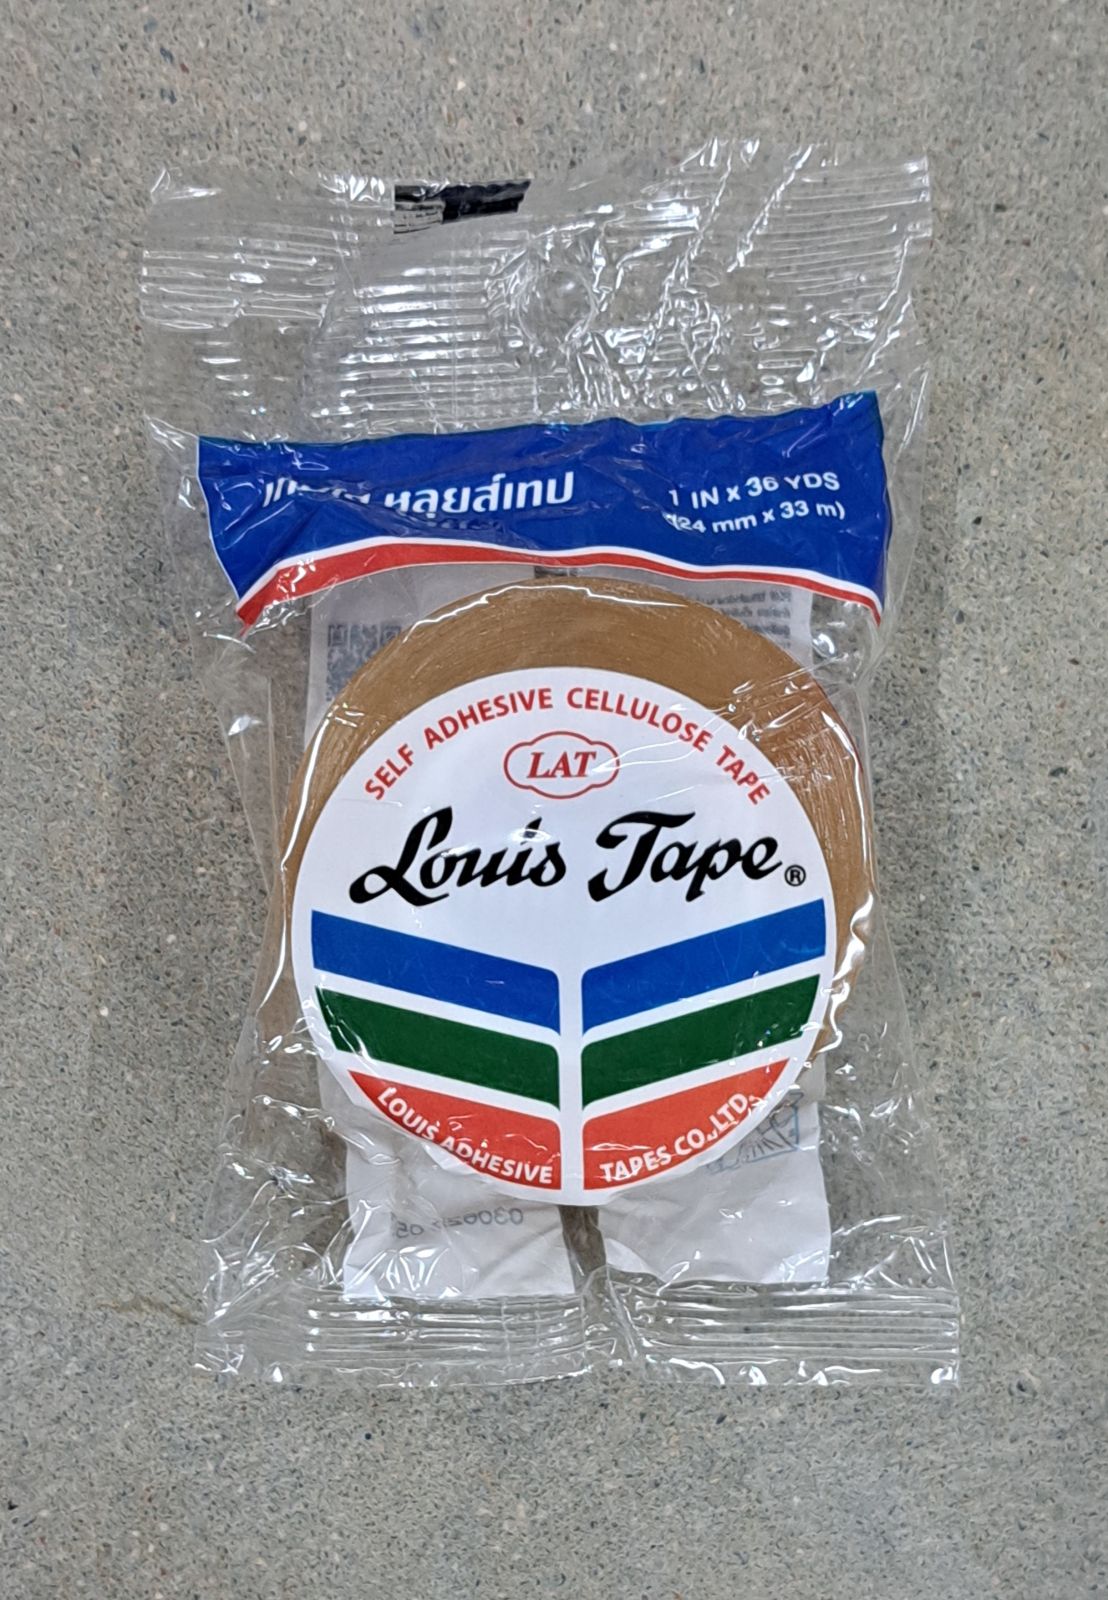 หลุยส์เทป
1 IN x 36 YDS
(24 mm x 33 m)
SELF ADHESIVE CELLULOSE TAPE
LAT
Louis Tape®
LOUIS ADHESIVE TAPES CO.,LTD.